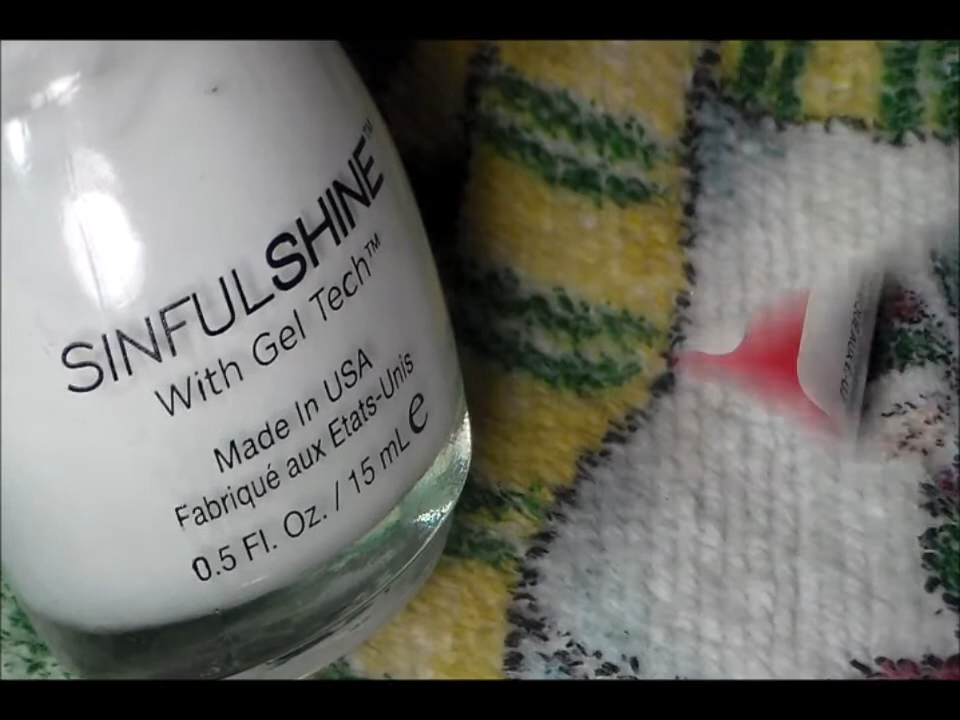 SINFULSHINE™
With Gel Tech™
Made In USA
Fabriqué aux Etats-Unis
0.5 Fl. Oz. / 15 mL e